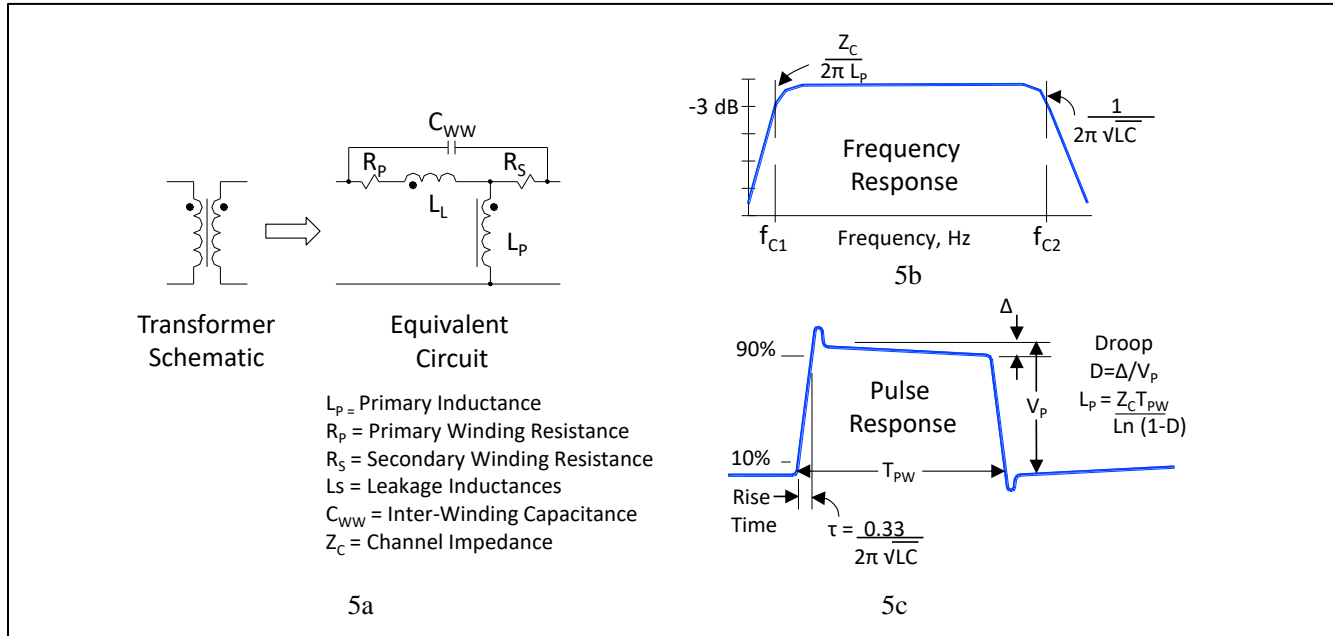 C_WW
R_P
R_S
L_L
L_P
Transformer
Schematic
Equivalent
Circuit
L_P = Primary Inductance
R_P = Primary Winding Resistance
R_S = Secondary Winding Resistance
Ls = Leakage Inductances
C_WW = Inter-Winding Capacitance
Z_C = Channel Impedance
5a
Z_C
2π L_P
-3 dB
1
2π √LC
Frequency
Response
f_C1
Frequency, Hz
f_C2
5b
Δ
90%
Pulse
Response
V_P
Droop
D=Δ/V_P
L_P = Z_C T_PW
Ln (1-D)
10%
T_PW
Rise
Time
τ = 0.33
2π √LC
5c